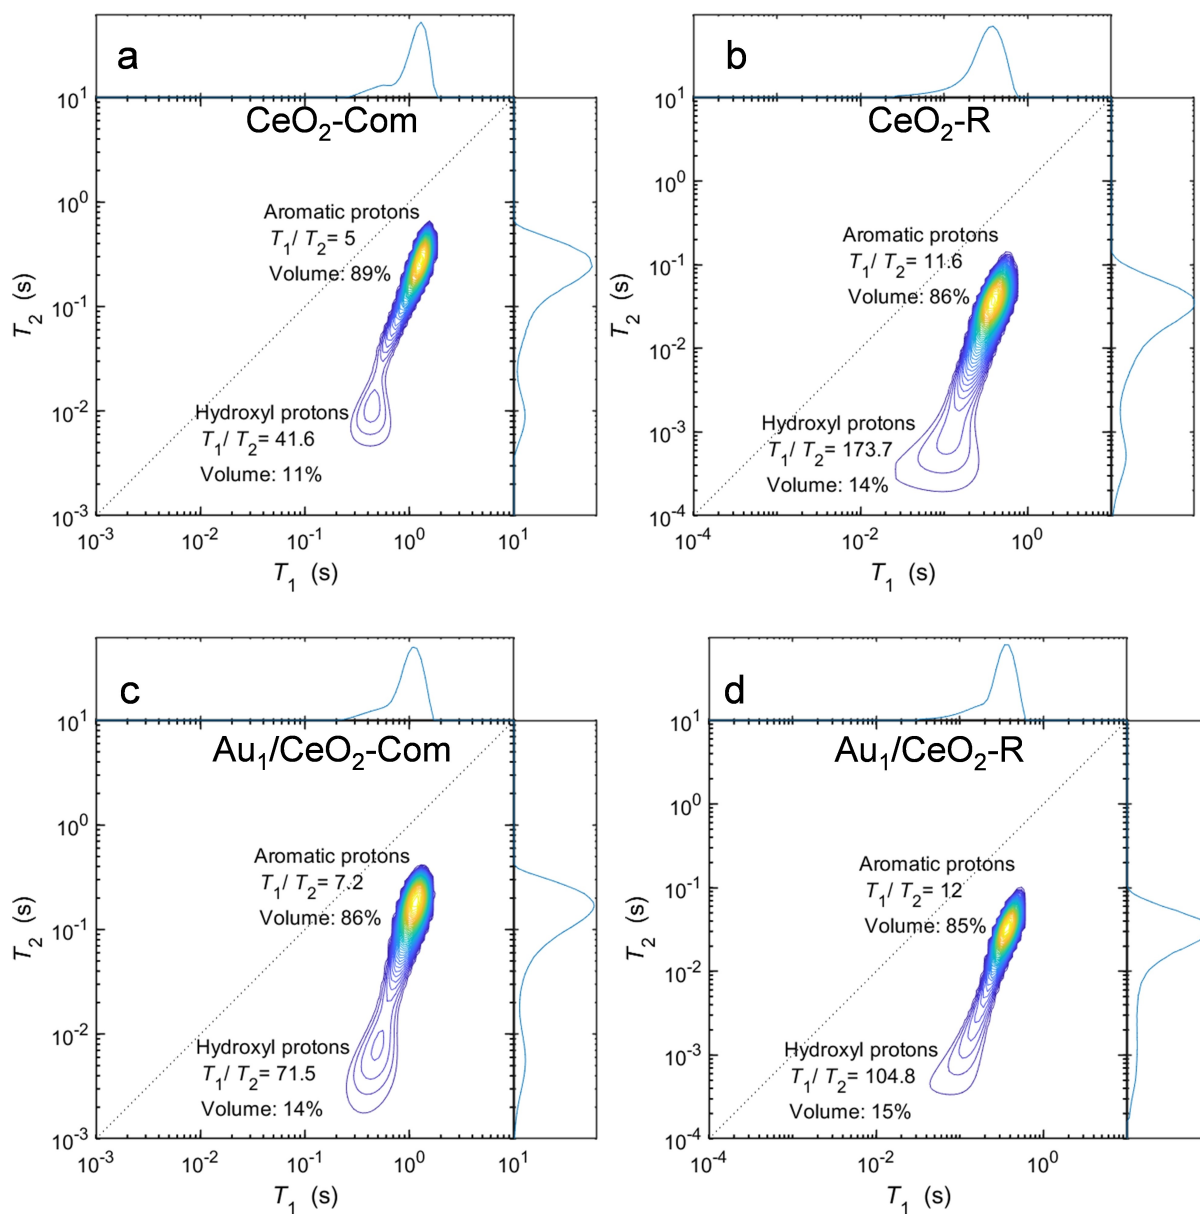 a
CeO2-Com
10^1
10^0
10^-1
10^-2
10^-3
T2 (s)
Aromatic protons
T1/ T2= 5
Volume: 89%
Hydroxyl protons
T1/ T2= 41.6
Volume: 11%
10^-3 10^-2 10^-1 10^0 10^1
T1 (s)
b
CeO2-R
10^1
10^0
10^-1
10^-2
10^-3
10^-4
T2 (s)
Aromatic protons
T1/ T2= 11.6
Volume: 86%
Hydroxyl protons
T1/ T2= 173.7
Volume: 14%
10^-4 10^-2 10^0
T1 (s)
c
Au1/CeO2-Com
10^1
10^0
10^-1
10^-2
10^-3
T2 (s)
Aromatic protons
T1/ T2= 7.2
Volume: 86%
Hydroxyl protons
T1/ T2= 71.5
Volume: 14%
10^-3 10^-2 10^-1 10^0 10^1
T1 (s)
d
Au1/CeO2-R
10^1
10^0
10^-1
10^-2
10^-3
10^-4
T2 (s)
Aromatic protons
T1/ T2= 12
Volume: 85%
Hydroxyl protons
T1/ T2= 104.8
Volume: 15%
10^-4 10^-2 10^0
T1 (s)